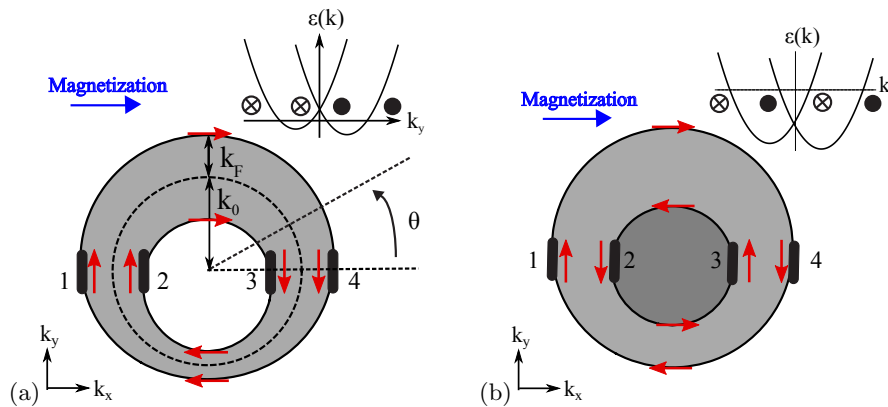 ε(k)
Magnetization
k_y
k_F
k_0
θ
1
2
3
4
k_y
k_x
(a)
ε(k)
k
Magnetization
1
2
3
4
k_y
k_x
(b)